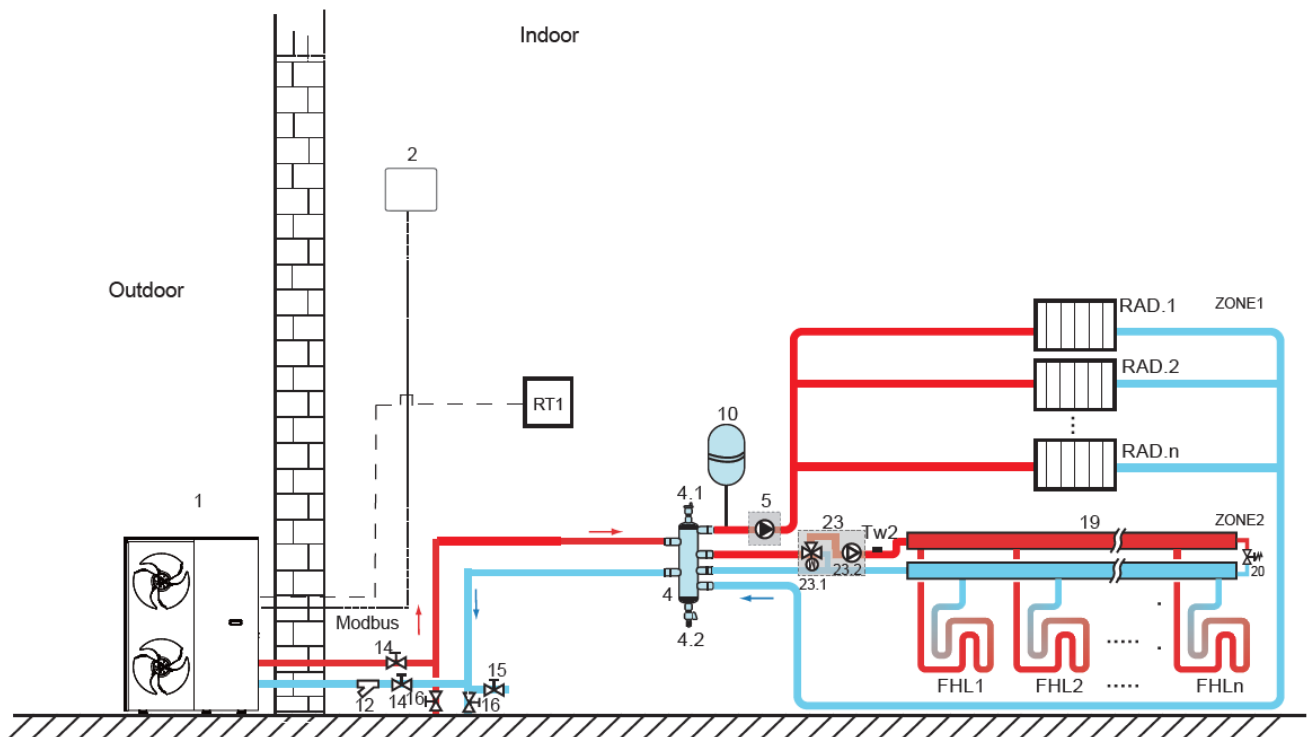 Indoor
2
Outdoor
RAD.1
ZONE1
RAD.2
RT1
10
RAD.n
4.1
1
5
23
Tw2
19
ZONE2
20
23.1
23.2
4
Modbus
4.2
14
15
12
14
16
16
FHL1
FHL2
FHLn